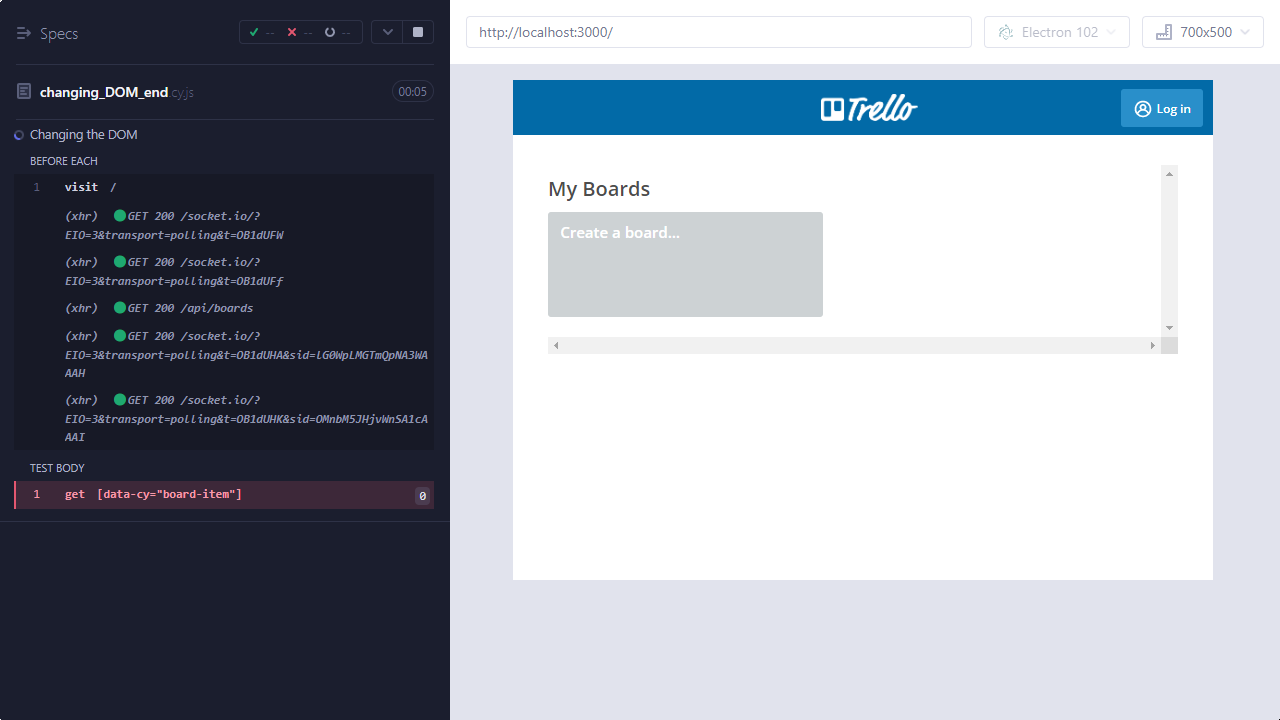 Specs
--
--
--
changing_DOM_end.cy.js
00:05
Changing the DOM
BEFORE EACH
1 visit /
(xhr) GET 200 /socket.io/?
EIO=3&transport=polling&t=OB1dUFW
(xhr) GET 200 /socket.io/?
EIO=3&transport=polling&t=OB1dUFf
(xhr) GET 200 /api/boards
(xhr) GET 200 /socket.io/?
EIO=3&transport=polling&t=OB1dUHA&sid=lG0WpLMGTmQpNA3WA
AAH
(xhr) GET 200 /socket.io/?
EIO=3&transport=polling&t=OB1dUHK&sid=OMnbM5JHjvWnSA1cA
AAI
TEST BODY
1 get [data-cy="board-item"] 0
http://localhost:3000/
Electron 102
700x500
Trello
Log in
My Boards
Create a board...